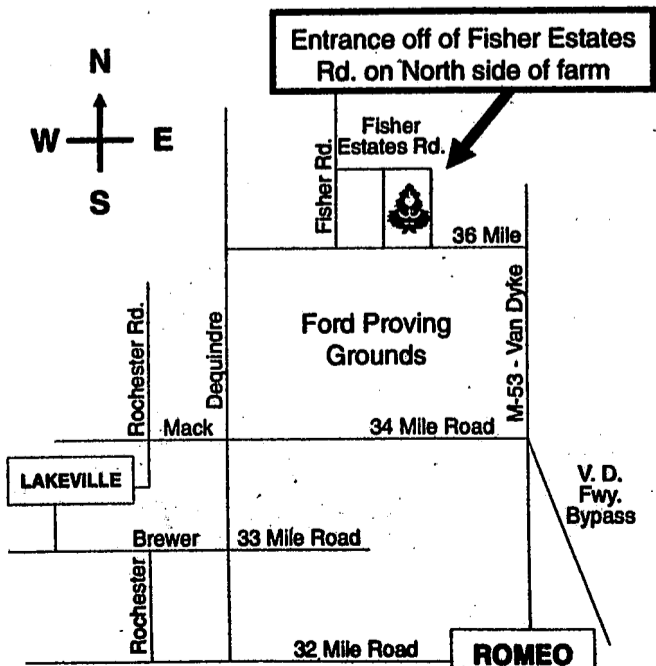 Entrance off of Fisher Estates
Rd. on North side of farm
N
W
E
S
Fisher
Estates Rd.
Fisher Rd.
36 Mile
Ford Proving
Grounds
Rochester Rd.
Dequindre
M-53 - Van Dyke
Mack
34 Mile Road
LAKEVILLE
V. D.
Fwy.
Bypass
Brewer
33 Mile Road
Rochester
32 Mile Road
ROMEO